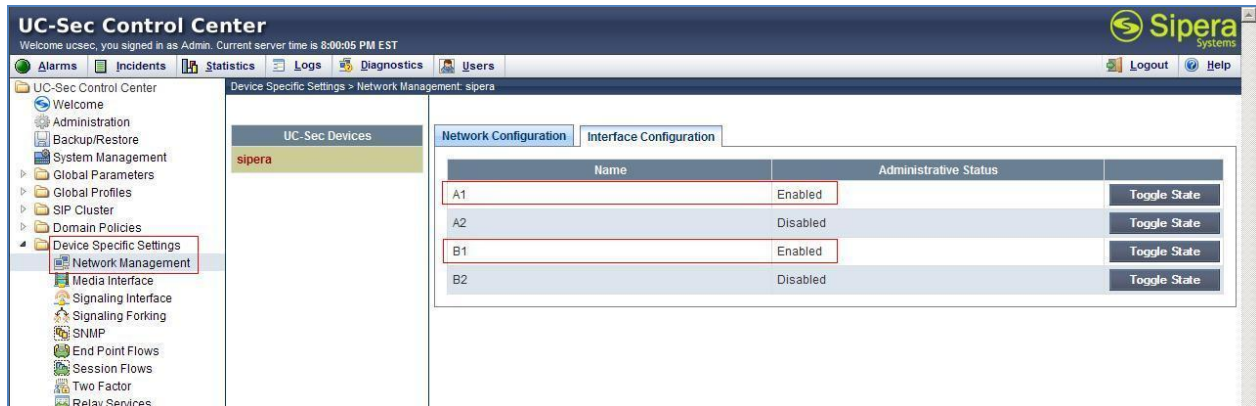 UC-Sec Control Center
Welcome ucsec, you signed in as Admin. Current server time is 8:00:05 PM EST
Sipera
Systems
Alarms Incidents Statistics Logs Diagnostics Users Logout Help
UC-Sec Control Center
Welcome
Administration
Backup/Restore
System Management
Global Parameters
Global Profiles
SIP Cluster
Domain Policies
Device Specific Settings
Network Management
Media Interface
Signaling Interface
Signaling Forking
SNMP
End Point Flows
Session Flows
Two Factor
Relay Services
Device Specific Settings > Network Management: sipera
UC-Sec Devices
sipera
Network Configuration Interface Configuration
Name Administrative Status
A1 Enabled Toggle State
A2 Disabled Toggle State
B1 Enabled Toggle State
B2 Disabled Toggle State